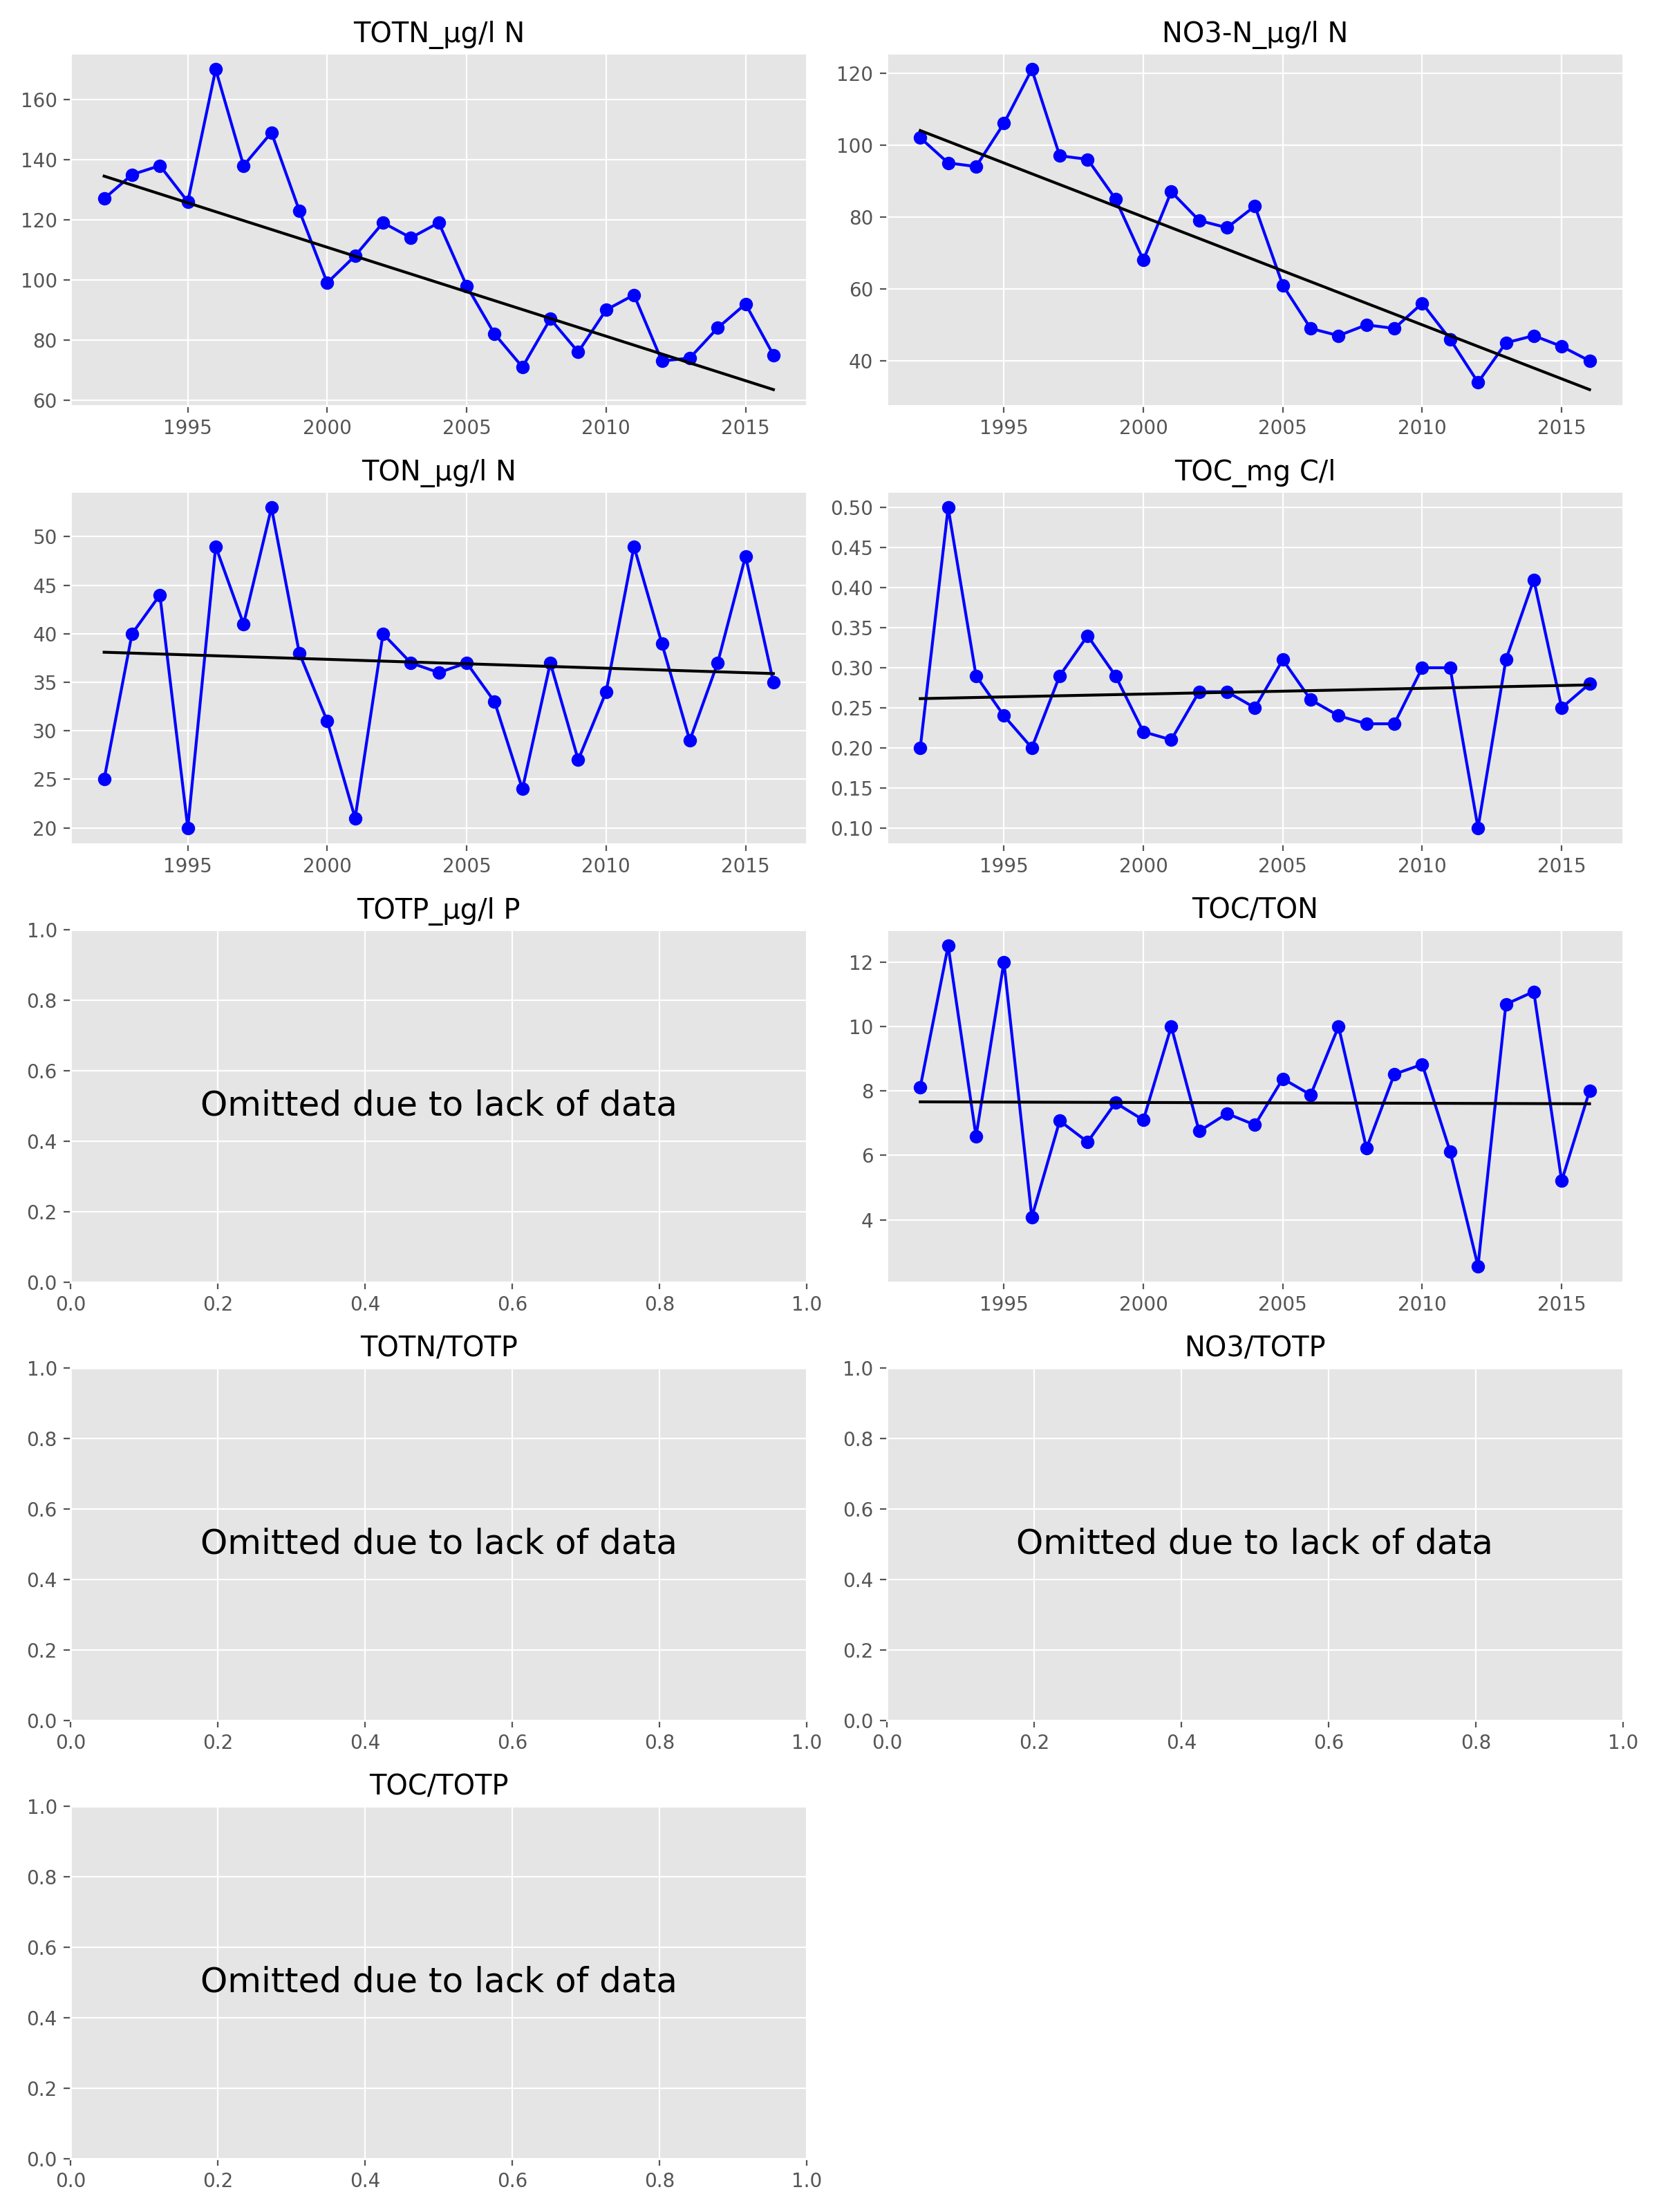 TOTN_µg/l N
160
140
120
100
80
60
1995 2000 2005 2010 2015
NO3-N_µg/l N
120
100
80
60
40
1995 2000 2005 2010 2015
TON_µg/l N
50
45
40
35
30
25
20
1995 2000 2005 2010 2015
TOC_mg C/l
0.50
0.45
0.40
0.35
0.30
0.25
0.20
0.15
0.10
1995 2000 2005 2010 2015
TOTP_µg/l P
1.0
0.8
0.6
Omitted due to lack of data
0.4
0.2
0.0
0.0 0.2 0.4 0.6 0.8 1.0
TOC/TON
12
10
8
6
4
1995 2000 2005 2010 2015
TOTN/TOTP
1.0
0.8
0.6
Omitted due to lack of data
0.4
0.2
0.0
0.0 0.2 0.4 0.6 0.8 1.0
NO3/TOTP
1.0
0.8
0.6
Omitted due to lack of data
0.4
0.2
0.0
0.0 0.2 0.4 0.6 0.8 1.0
TOC/TOTP
1.0
0.8
0.6
Omitted due to lack of data
0.4
0.2
0.0
0.0 0.2 0.4 0.6 0.8 1.0